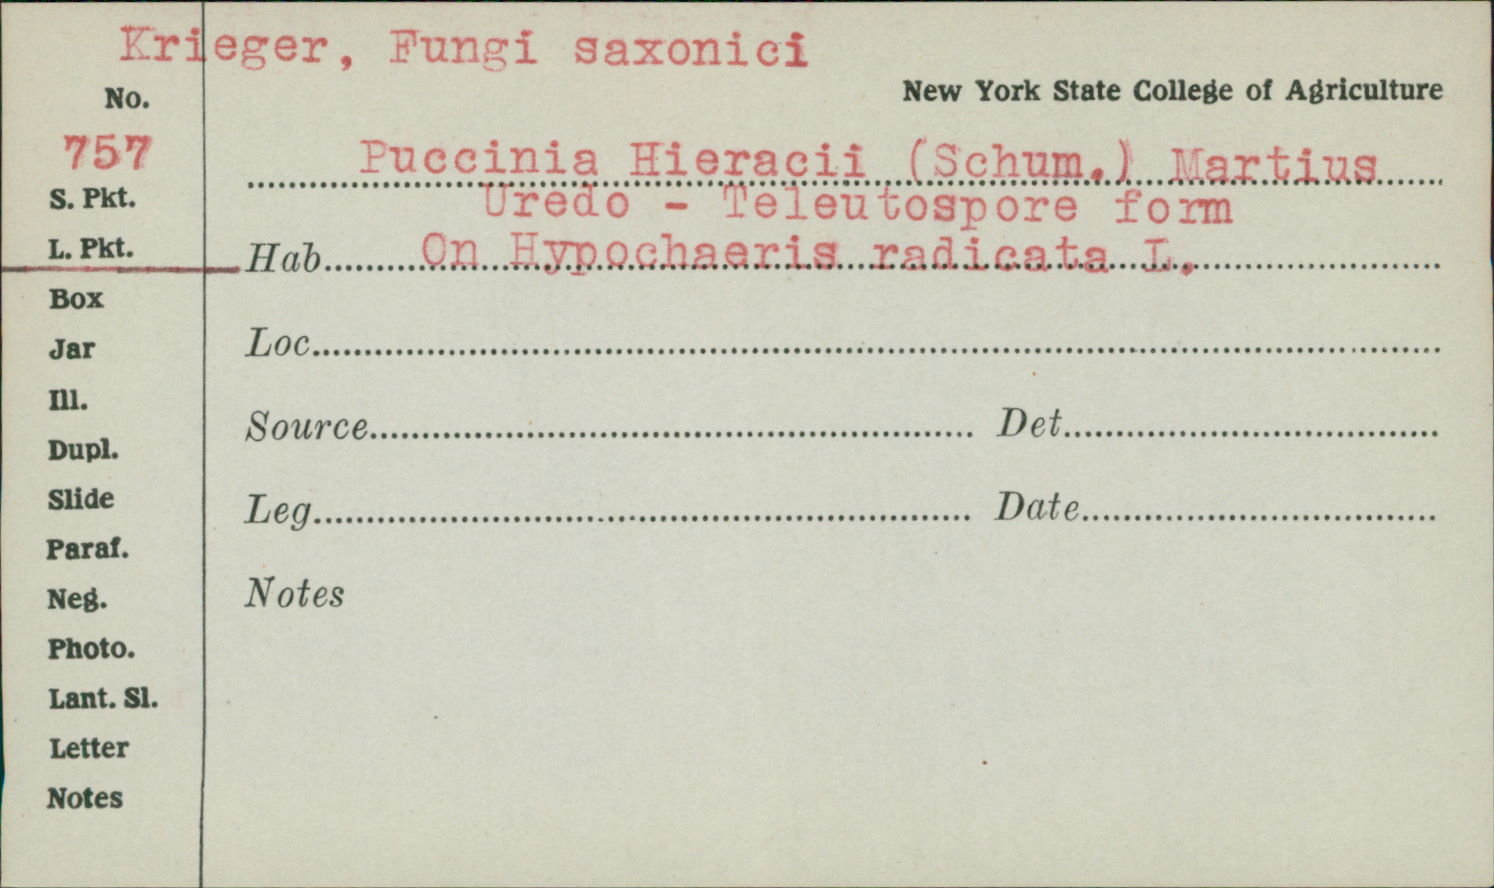 Krieger, Fungi saxonici
No.
New York State College of Agriculture
757
Puccinia Hieracii (Schum.) Martius
S. Pkt.
Uredo - Teleutospore form
L. Pkt.
Hab. On Hypochaeris radicata L.
Box
Jar
Loc.
Ill.
Source
Det.
Dupl.
Slide
Leg.
Date
Paraf.
Neg.
Notes
Photo.
Lant. Sl.
Letter
Notes